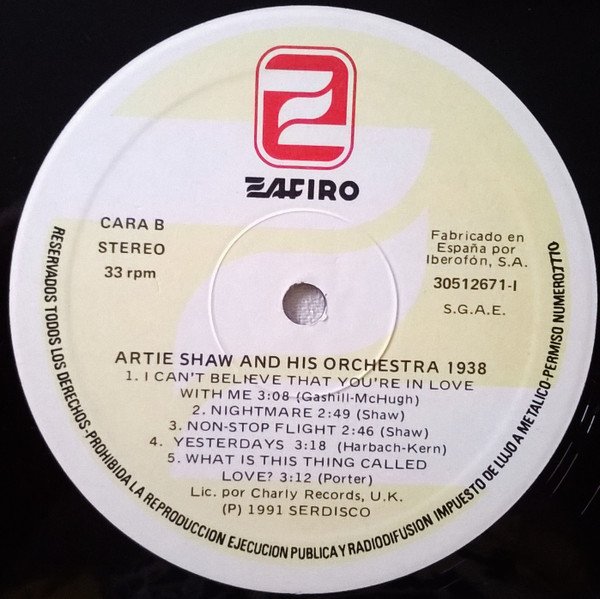 ZAFIRO
CARA B
STEREO
33 rpm
Fabricado en
España por
Iberofón, S.A.
30512671-I
S.G.A.E.
ARTIE SHAW AND HIS ORCHESTRA 1938
1. I CAN'T BELIEVE THAT YOU'RE IN LOVE
WITH ME 3:08 (Gashill-McHugh)
2. NIGHTMARE 2:49 (Shaw)
3. NON-STOP FLIGHT 2:46 (Shaw)
4. YESTERDAYS 3:18 (Harbach-Kern)
5. WHAT IS THIS THING CALLED
LOVE? 3:12 (Porter)
Lic. por Charly Records, U.K.
(P) 1991 SERDISCO
RESERVADOS TODOS LOS DERECHOS-PROHIBIDA LA REPRODUCCION EJECUCION PUBLICA Y RADIODIFUSION IMPUESTO DE LUJO A METALICO-PERMISO NUMERO7770